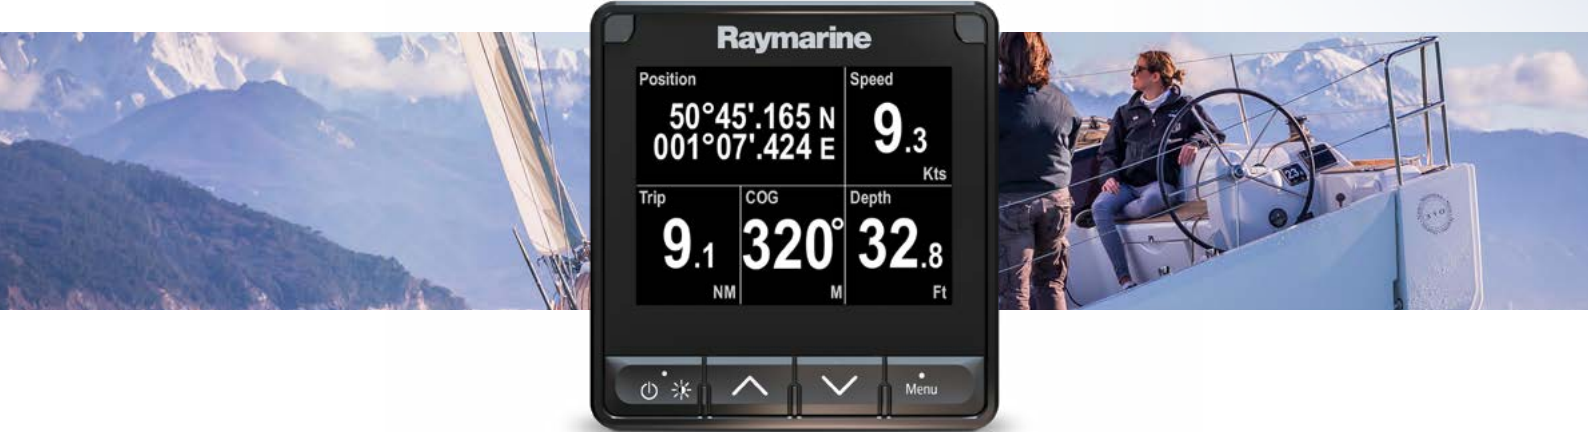 Raymarine
Position
50°45'.165 N
001°07'.424 E
Speed
9.3
Kts
Trip
9.1
NM
COG
320°
M
Depth
32.8
Ft
Menu